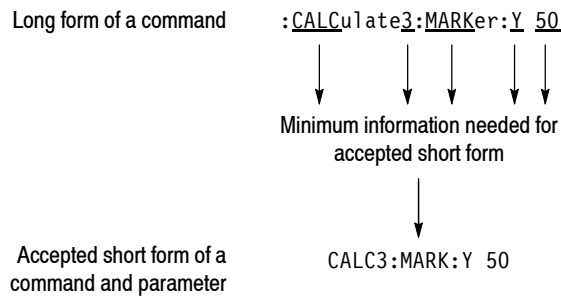 Long form of a command
:CALCulate3:MARKer:Y 50
Minimum information needed for
accepted short form
Accepted short form of a
command and parameter
CALC3:MARK:Y 50